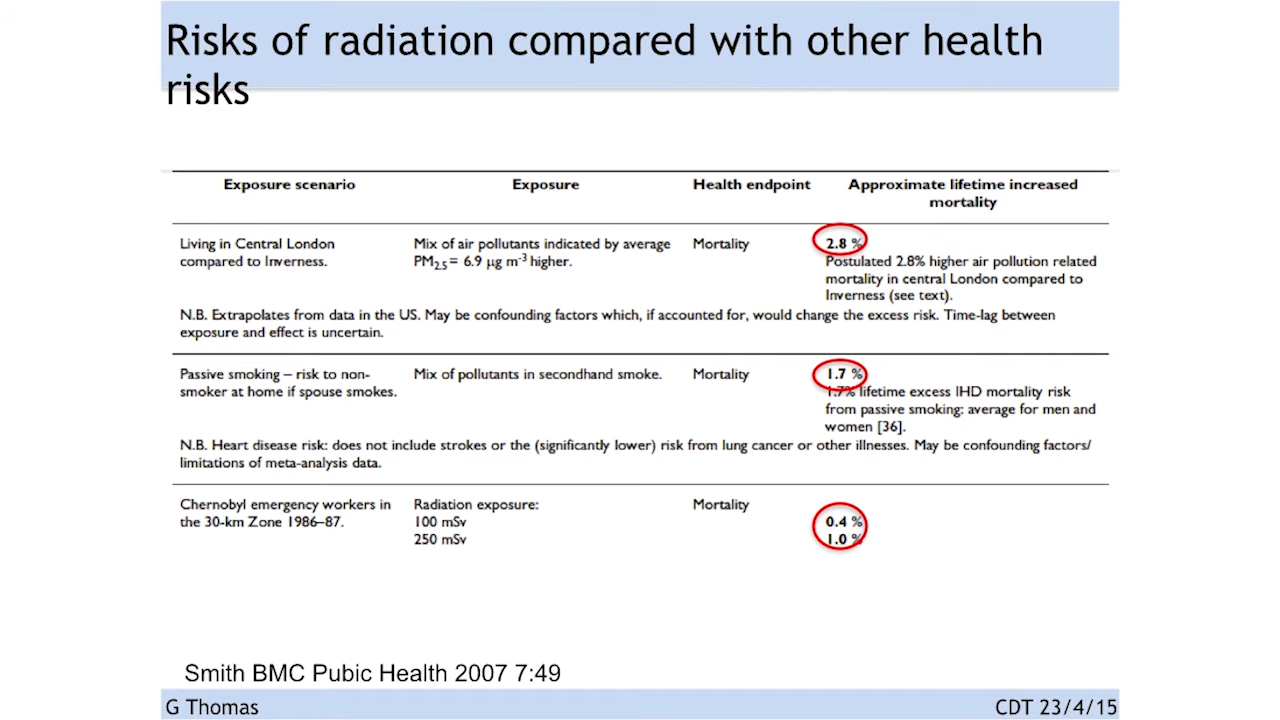 Risks of radiation compared with other health
risks
Exposure scenario Exposure Health endpoint Approximate lifetime increased
mortality
Living in Central London
compared to Inverness.
Mix of air pollutants indicated by average
PM2.5 = 6.9 µg m-3 higher.
Mortality
2.8 %
Postulated 2.8% higher air pollution related
mortality in central London compared to
Inverness (see text).
N.B. Extrapolates from data in the US. May be confounding factors which, if accounted for, would change the excess risk. Time-lag between
exposure and effect is uncertain.
Passive smoking – risk to non-
smoker at home if spouse smokes.
Mix of pollutants in secondhand smoke.
Mortality
1.7 %
1.7% lifetime excess IHD mortality risk
from passive smoking: average for men and
women [36].
N.B. Heart disease risk: does not include strokes or the (significantly lower) risk from lung cancer or other illnesses. May be confounding factors/
limitations of meta-analysis data.
Chernobyl emergency workers in
the 30-km Zone 1986–87.
Radiation exposure:
100 mSv
250 mSv
Mortality
0.4 %
1.0 %
Smith BMC Pubic Health 2007 7:49
G Thomas
CDT 23/4/15